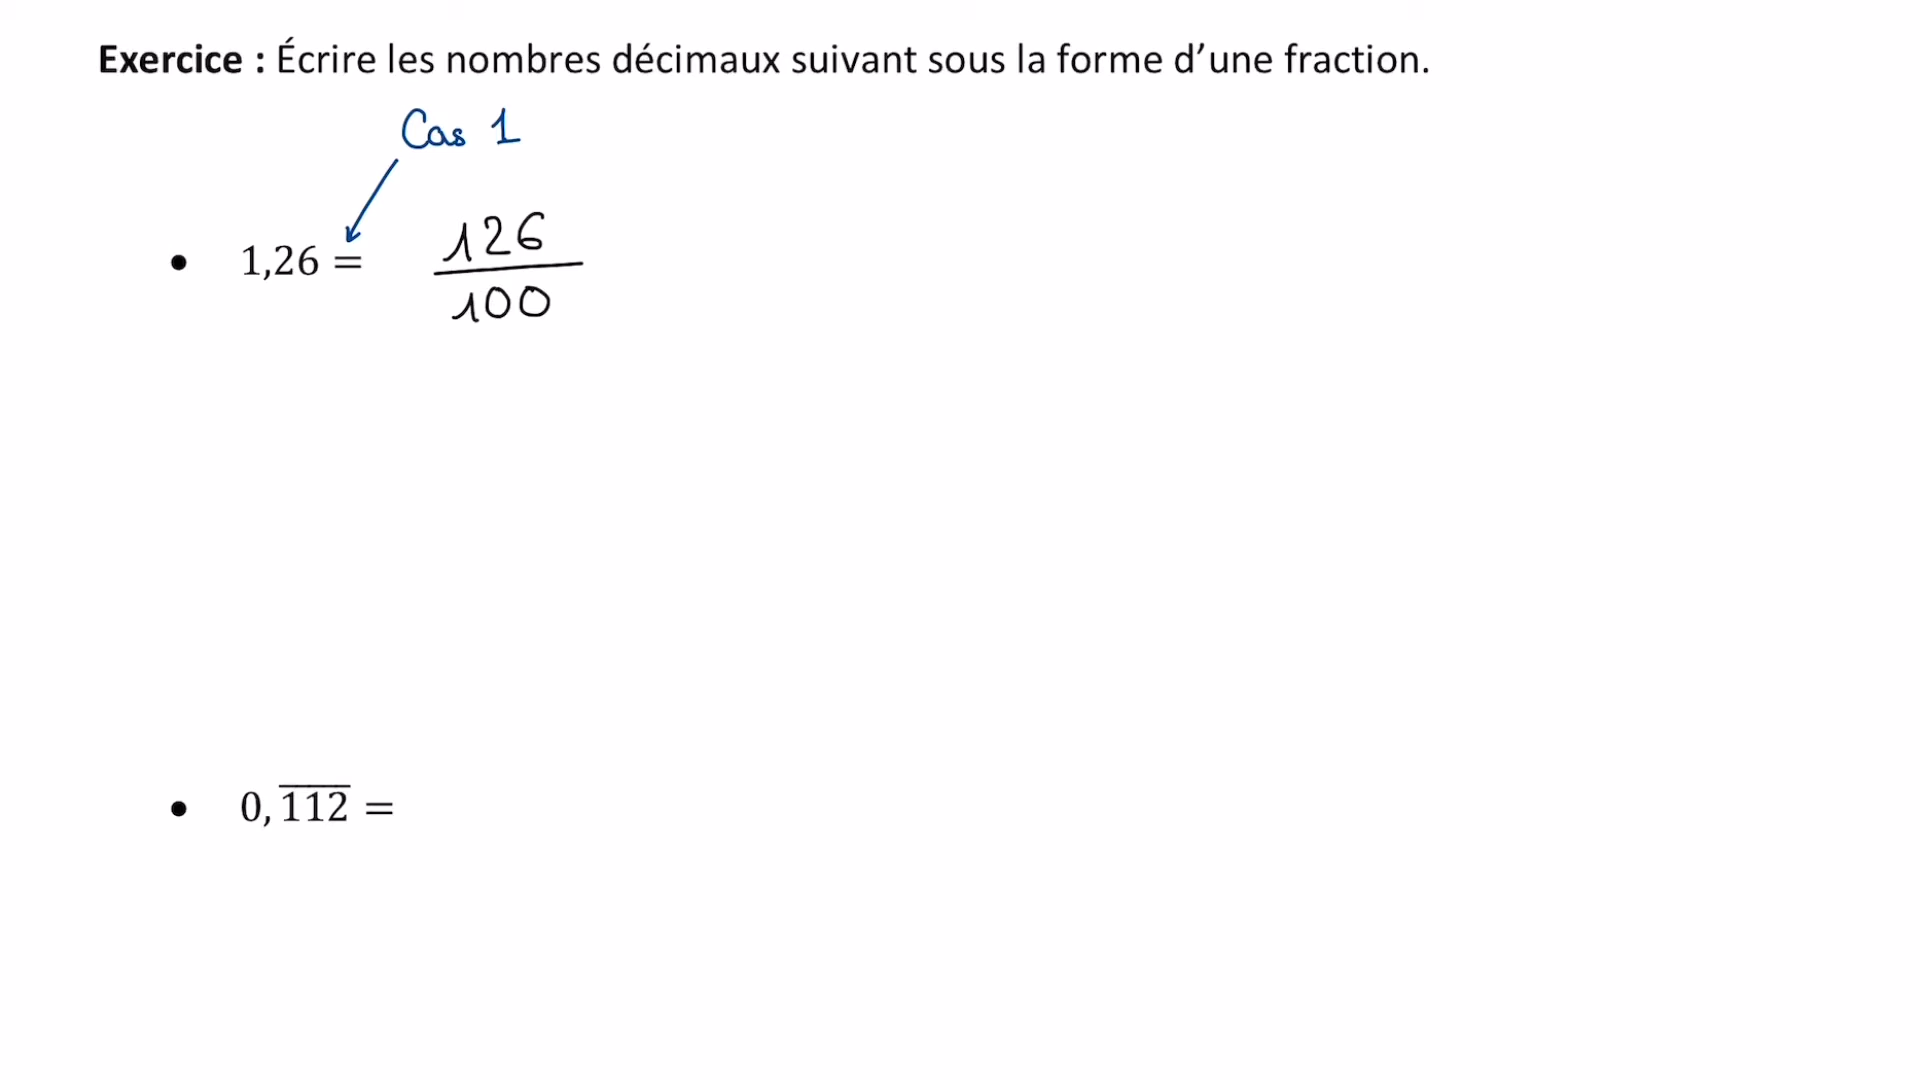 Exercice : Écrire les nombres décimaux suivant sous la forme d’une fraction.
Cas 1
• 1,26 = 126/100
• 0,\overline{112} =